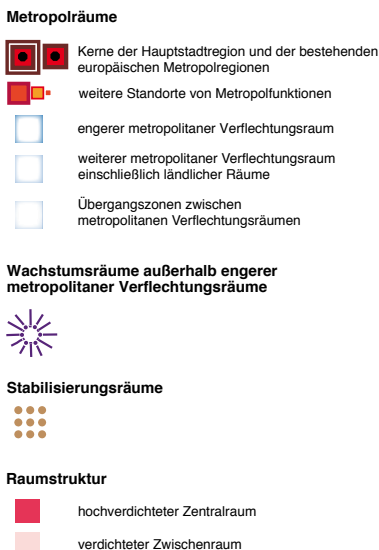 Metropolräume
Kerne der Hauptstadtregion und der bestehenden
europäischen Metropolregionen
weitere Standorte von Metropolfunktionen
engerer metropolitaner Verflechtungsraum
weiterer metropolitaner Verflechtungsraum
einschließlich ländlicher Räume
Übergangszonen zwischen
metropolitanen Verflechtungsräumen
Wachstumsräume außerhalb engerer
metropolitaner Verflechtungsräume
Stabilisierungsräume
Raumstruktur
hochverdichteter Zentralraum
verdichteter Zwischenraum